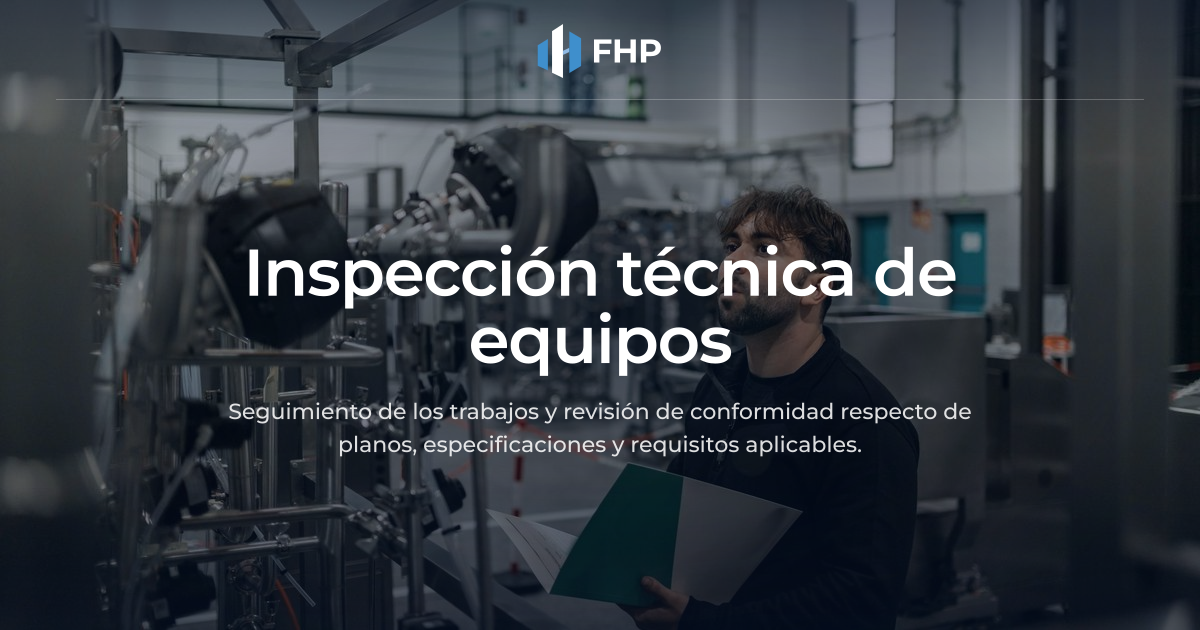 FHP
Inspección técnica de
equipos
Seguimiento de los trabajos y revisión de conformidad respecto de
planos, especificaciones y requisitos aplicables.